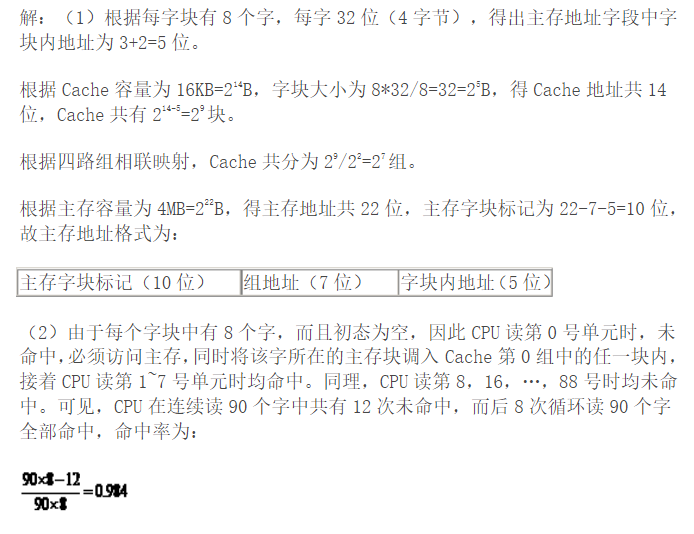 解：（1）根据每字块有 8 个字，每字 32 位（4 字节），得出主存地址字段中字
块内地址为 3+2=5 位。
根据 Cache 容量为 16KB=2¹⁴B，字块大小为 8*32/8=32=2⁵B，得 Cache 地址共 14
位，Cache 共有 2¹⁴⁻⁵=2⁹块。
根据四路组相联映射，Cache 共分为 2⁹/2²=2⁷组。
根据主存容量为 4MB=2²²B，得主存地址共 22 位，主存字块标记为 22-7-5=10 位，
故主存地址格式为：
主存字块标记（10 位） 组地址（7 位） 字块内地址(5 位)
（2）由于每个字块中有 8 个字，而且初态为空，因此 CPU 读第 0 号单元时，未
命中，必须访问主存，同时将该字所在的主存块调入 Cache 第 0 组中的任一块内，
接着 CPU 读第 1~7 号单元时均命中。同理，CPU 读第 8，16，…，88 号时均未命
中。可见，CPU 在连续读 90 个字中共有 12 次未命中，而后 8 次循环读 90 个字
全部命中，命中率为：
90×8−12
90×8
=0.984